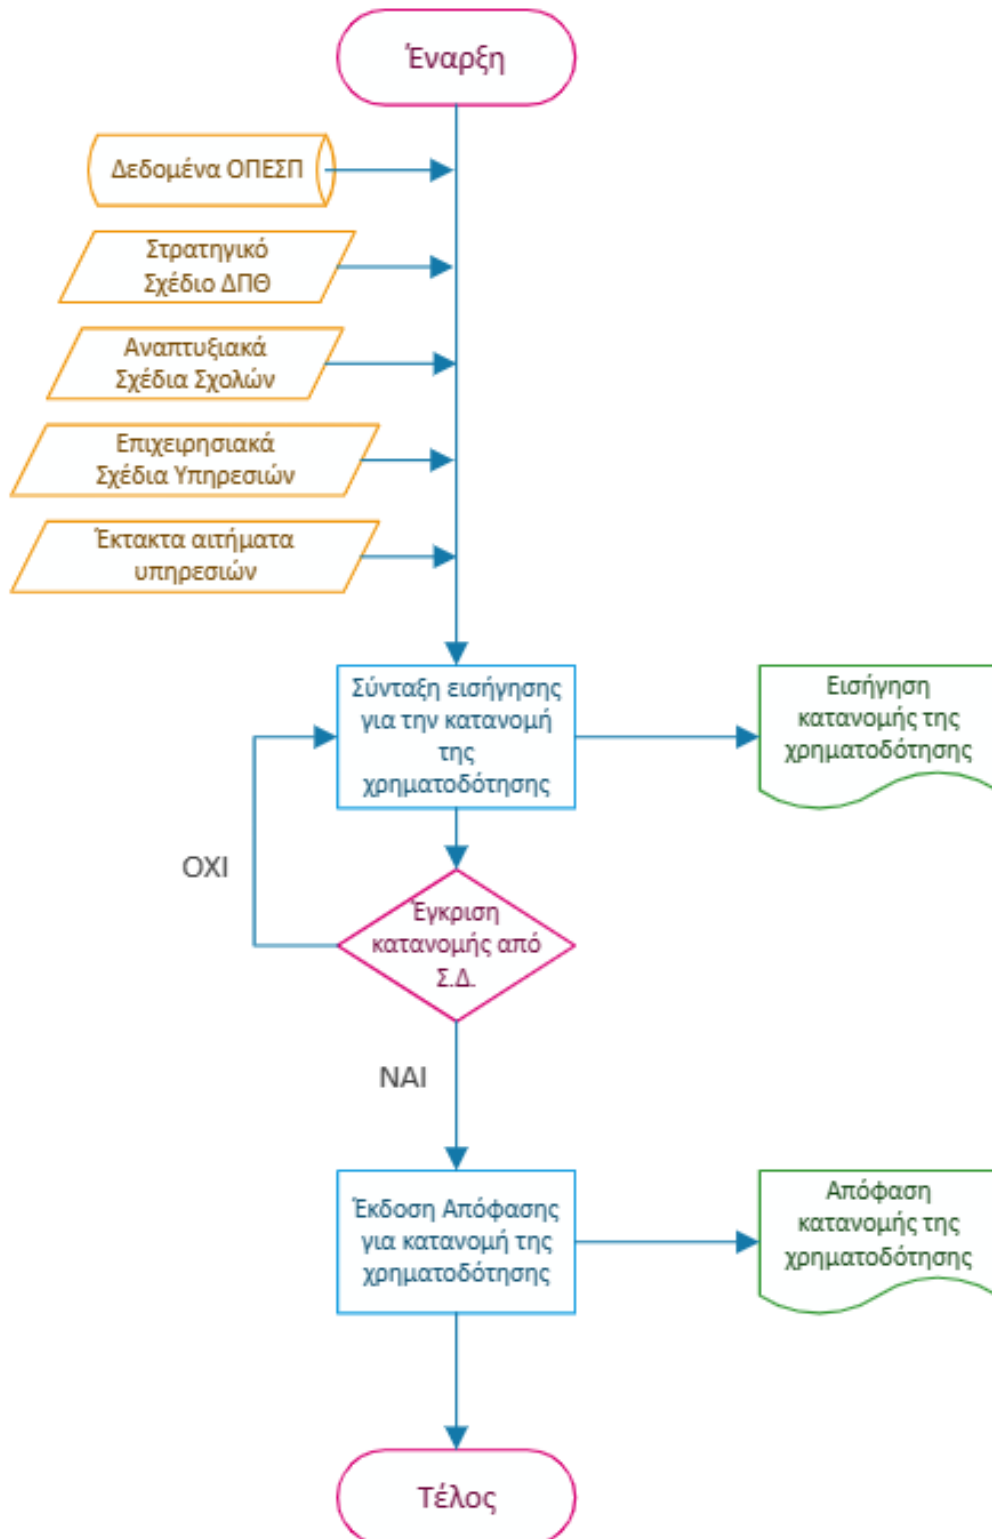 Έναρξη
Δεδομένα ΟΠΕΣΠ
Στρατηγικό
Σχέδιο ΔΠΘ
Αναπτυξιακά
Σχέδια Σχολών
Επιχειρησιακά
Σχέδια Υπηρεσιών
Έκτακτα αιτήματα
υπηρεσιών
Σύνταξη εισήγησης
για την κατανομή
της
χρηματοδότησης
Εισήγηση
κατανομής της
χρηματοδότησης
ΟΧΙ
Έγκριση
κατανομής από
Σ.Δ.
ΝΑΙ
Έκδοση Απόφασης
για κατανομή της
χρηματοδότησης
Απόφαση
κατανομής της
χρηματοδότησης
Τέλος